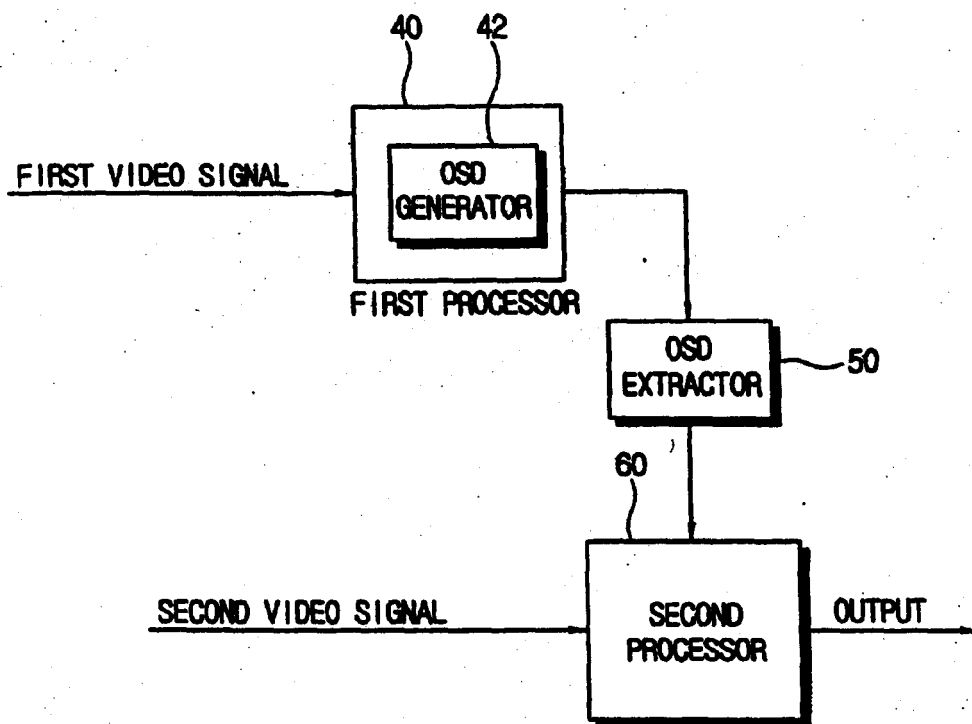 40
42
FIRST VIDEO SIGNAL
OSD
GENERATOR
FIRST PROCESSOR
OSD
EXTRACTOR
50
60
SECOND VIDEO SIGNAL
SECOND
PROCESSOR
OUTPUT